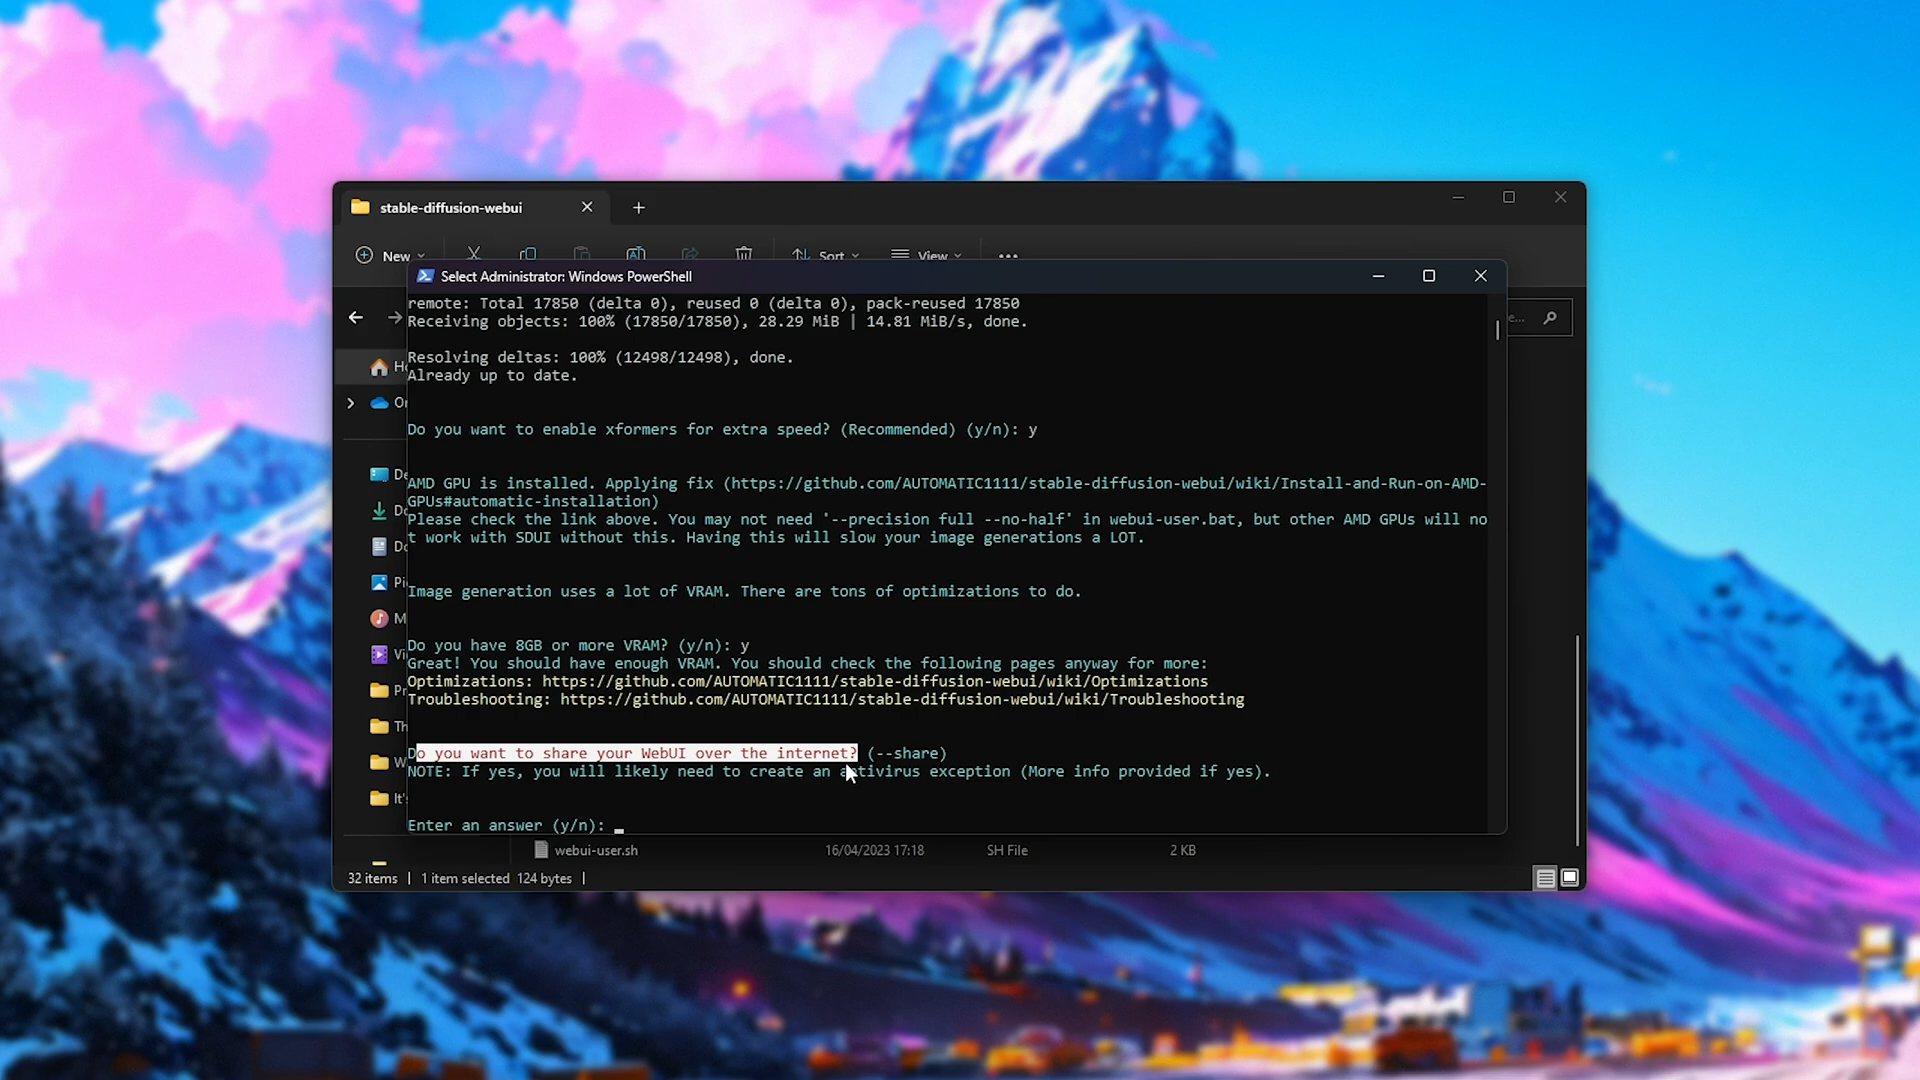 stable-diffusion-webui
New
Sort
View
Select Administrator: Windows PowerShell
remote: Total 17850 (delta 0), reused 0 (delta 0), pack-reused 17850
Receiving objects: 100% (17850/17850), 28.29 MiB | 14.81 MiB/s, done.
Resolving deltas: 100% (12498/12498), done.
Already up to date.
Do you want to enable xformers for extra speed? (Recommended) (y/n): y
AMD GPU is installed. Applying fix (https://github.com/AUTOMATIC1111/stable-diffusion-webui/wiki/Install-and-Run-on-AMD-
GPUs#automatic-installation)
Please check the link above. You may not need '--precision full --no-half' in webui-user.bat, but other AMD GPUs will no
t work with SDUI without this. Having this will slow your image generations a LOT.
Image generation uses a lot of VRAM. There are tons of optimizations to do.
Do you have 8GB or more VRAM? (y/n): y
Great! You should have enough VRAM. You should check the following pages anyway for more:
Optimizations: https://github.com/AUTOMATIC1111/stable-diffusion-webui/wiki/Optimizations
Troubleshooting: https://github.com/AUTOMATIC1111/stable-diffusion-webui/wiki/Troubleshooting
Do you want to share your WebUI over the internet? (--share)
NOTE: If yes, you will likely need to create an antivirus exception (More info provided if yes).
Enter an answer (y/n):
webui-user.sh 16/04/2023 17:18 SH File 2 KB
32 items | 1 item selected 124 bytes |